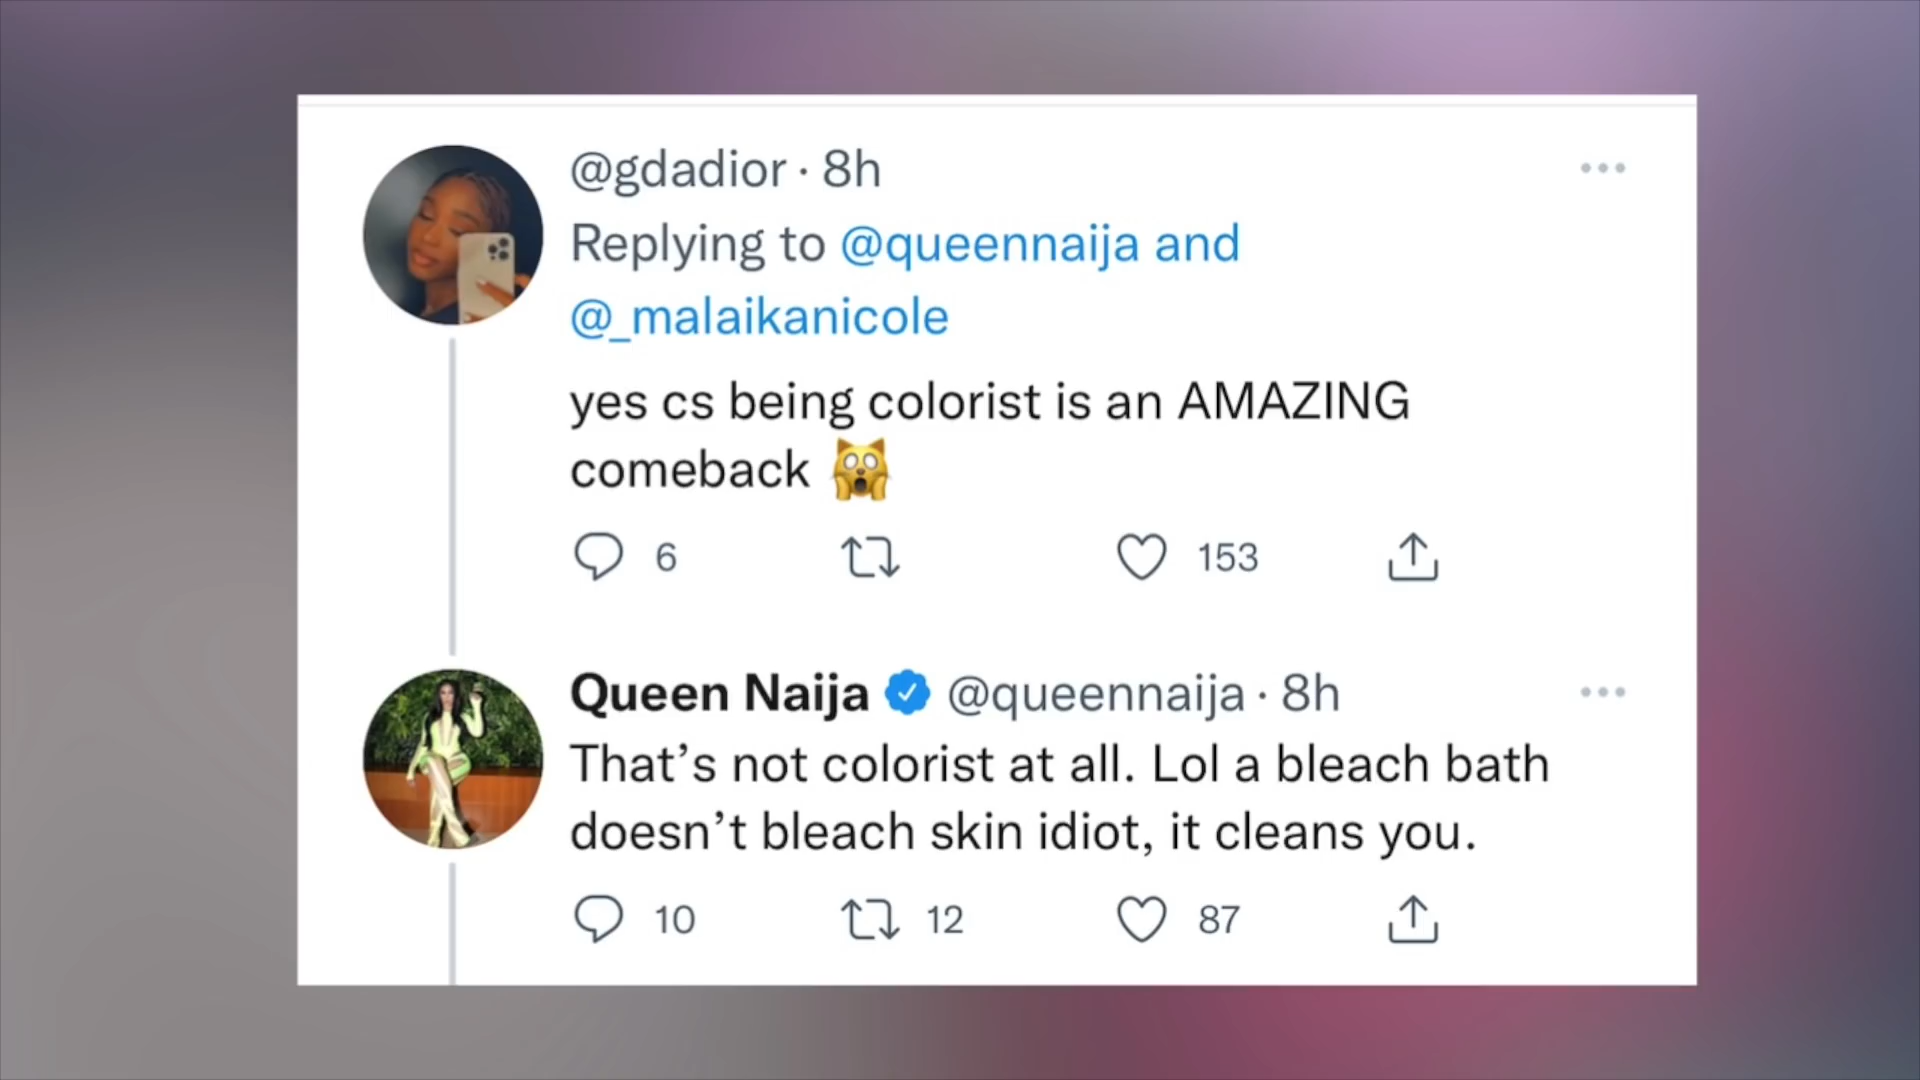 @gdadior · 8h
Replying to @queennaija and
@_malaikanicole
yes cs being colorist is an AMAZING
comeback 🙀
6 153
Queen Naija @queennaija · 8h
That’s not colorist at all. Lol a bleach bath
doesn’t bleach skin idiot, it cleans you.
10 12 87